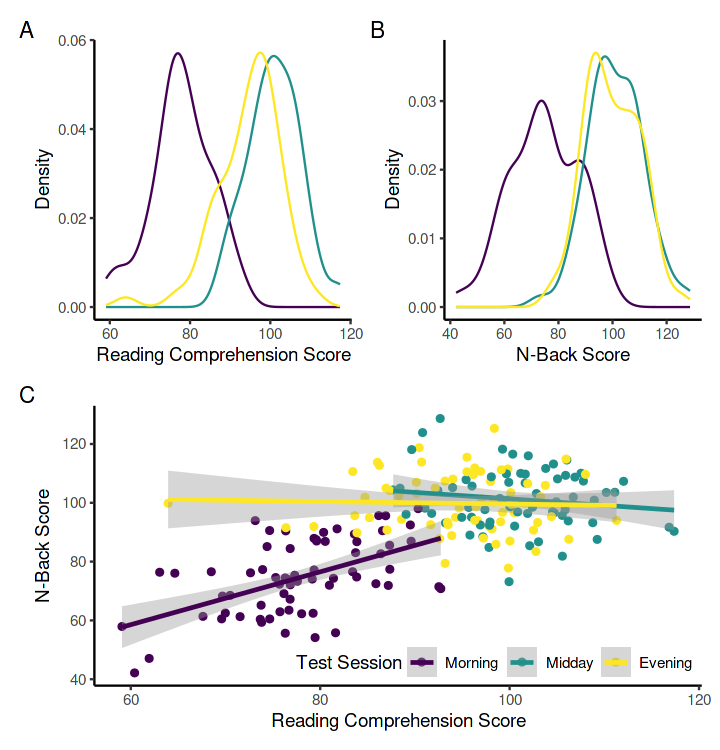 A
B
0.06
0.04
0.02
0.00
Density
60
80
100
120
Reading Comprehension Score
0.03
0.02
0.01
0.00
Density
40
60
80
100
120
N-Back Score
C
120
100
80
60
40
N-Back Score
Test Session Morning Midday Evening
60
80
100
120
Reading Comprehension Score